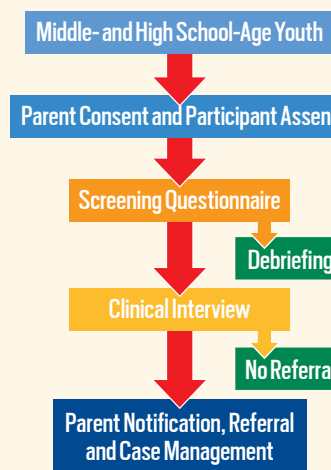 Middle- and High School-Age Youth
Parent Consent and Participant Assen
Screening Questionnaire
Debriefing
Clinical Interview
No Referra
Parent Notification, Referral
and Case Management